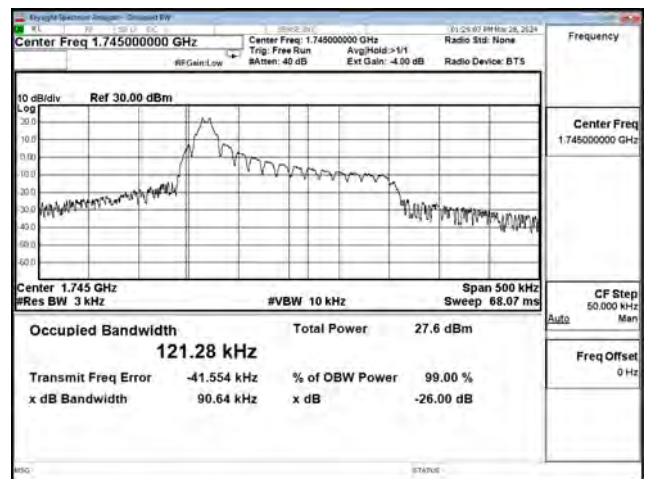 Keysight Spectrum Analyzer - Occupied BW
Center Freq 1.745000000 GHz
#IFGain:Low
Center Freq: 1.745000000 GHz
Trig: Free Run Avg|Hold:>1/1
#Atten: 40 dB Ext Gain: -4.00 dB
Radio Std: None
Radio Device: BTS
Frequency
10 dB/div Ref 30.00 dBm
Log
20.0
10.0
0.00
-10.0
-20.0
-30.0
-40.0
-60.0
Center 1.745 GHz Span 500 kHz
#Res BW 3 kHz #VBW 10 kHz Sweep 68.07 ms
Occupied Bandwidth
121.28 kHz
Total Power 27.6 dBm
Transmit Freq Error -41.554 kHz % of OBW Power 99.00 %
x dB Bandwidth 90.64 kHz x dB -26.00 dB
Center Freq
1.745000000 GHz
CF Step
50.000 kHz
Auto Man
Freq Offset
0 Hz
MSG STATUS